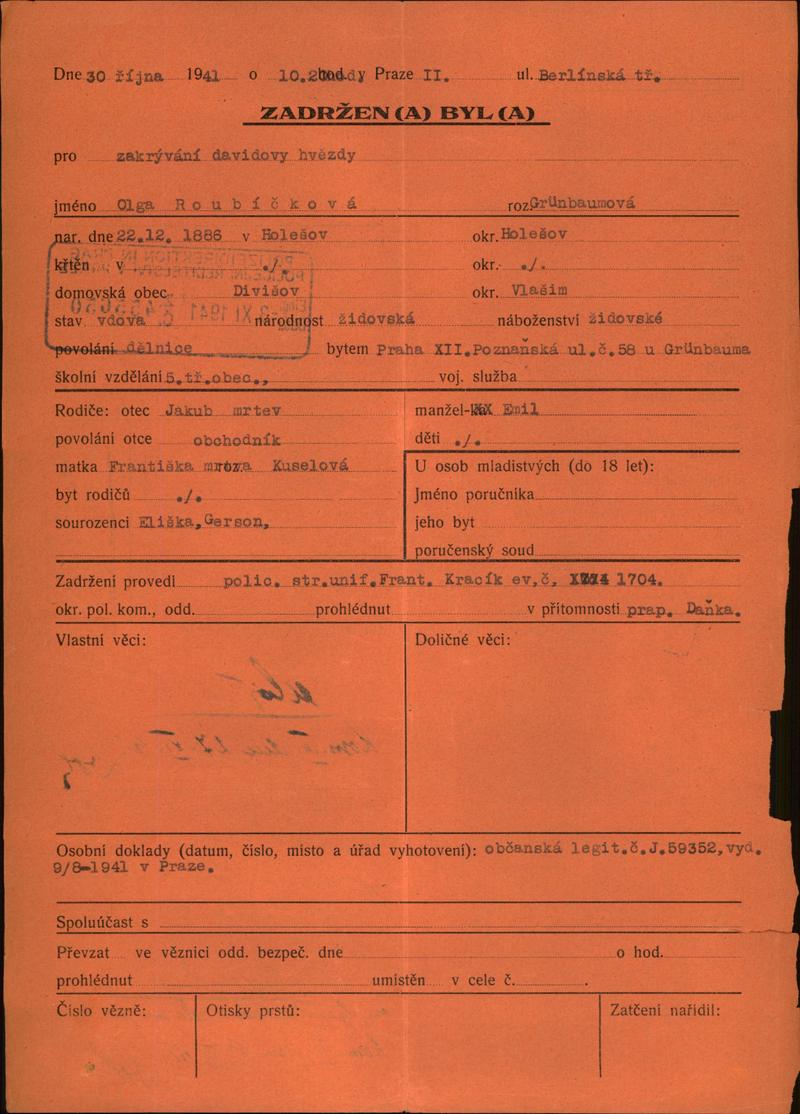 Dne 30 října 1941 o 10.2 hod.dy Praze II. ul. Berlínská tř.
ZADRŽEN (A) BYL (A)
pro zakrývání davidovy hvězdy
jméno Olga Roubíčková roz. Grünbaumová
nar. dne 22.12. 1886 v Holešov okr. Holešov
křtěn v ./. okr. ./.
domovská obec Divišov okr. Vlašim
stav vdova národnost židovská náboženství židovské
povolání dělnice bytem Praha XII.Poznaňská ul.č.58 u Grünbauma
školní vzdělání 5.tř.obec., voj. služba
Rodiče: otec Jakub mrtev
povolání otce obchodník
matka Františka mrtva Kuselová
byt rodičů ./.
sourozenci Eliška,Gerson,
manžel- Emil
děti ./.
U osob mladistvých (do 18 let):
Jméno poručníka
jeho byt
poručenský soud
Zadržení provedl polic. str.unif.Frant. Kracík ev,č, 1704.
okr. pol. kom., odd. prohlédnut v přítomnosti prap. Daňka.
Vlastní věci: Doličné věci:
Osobní doklady (datum, číslo, místo a úřad vyhotovení): občanská legit.č.J.59352,vyd.
9/8-1941 v Praze.
Spoluúčast s
Převzat ve věznici odd. bezpeč. dne o hod.
prohlédnut umístěn v cele č. .
Číslo vězně: Otisky prstů: Zatčení nařídil: